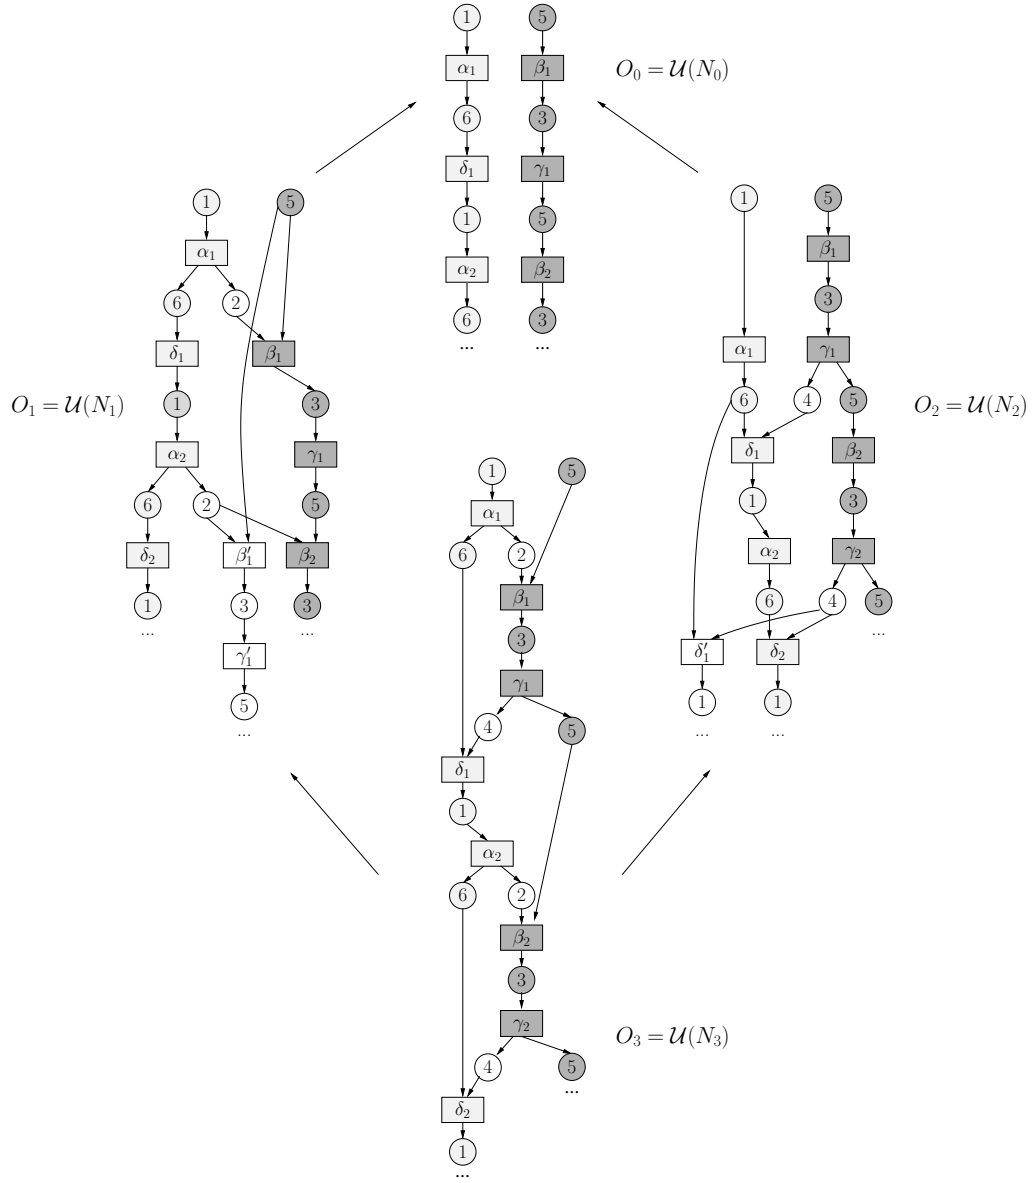 1 5
α₁ β₁ O₀ = 𝒰(N₀)
6 3
δ₁ γ₁
1 5
α₂ β₂
6 3
... ...
1 5
α₁
6 2
δ₁ β₁
O₁ = 𝒰(N₁) 1 3
α₂ γ₁
6 2 5
δ₂ β′₁ β₂
1 3 3
... ...
γ′₁
5
...
1 5
β₁
3
α₁ γ₁
6 4 5 O₂ = 𝒰(N₂)
δ₁ β₂
1 3
α₂ γ₂
6 4 5
...
δ′₁ δ₂
1 1
... ...
1 5
α₁
6 2
β₁
3
γ₁
4 5
δ₁
1
α₂
6 2
β₂
3
γ₂ O₃ = 𝒰(N₃)
4 5
...
δ₂
1
...